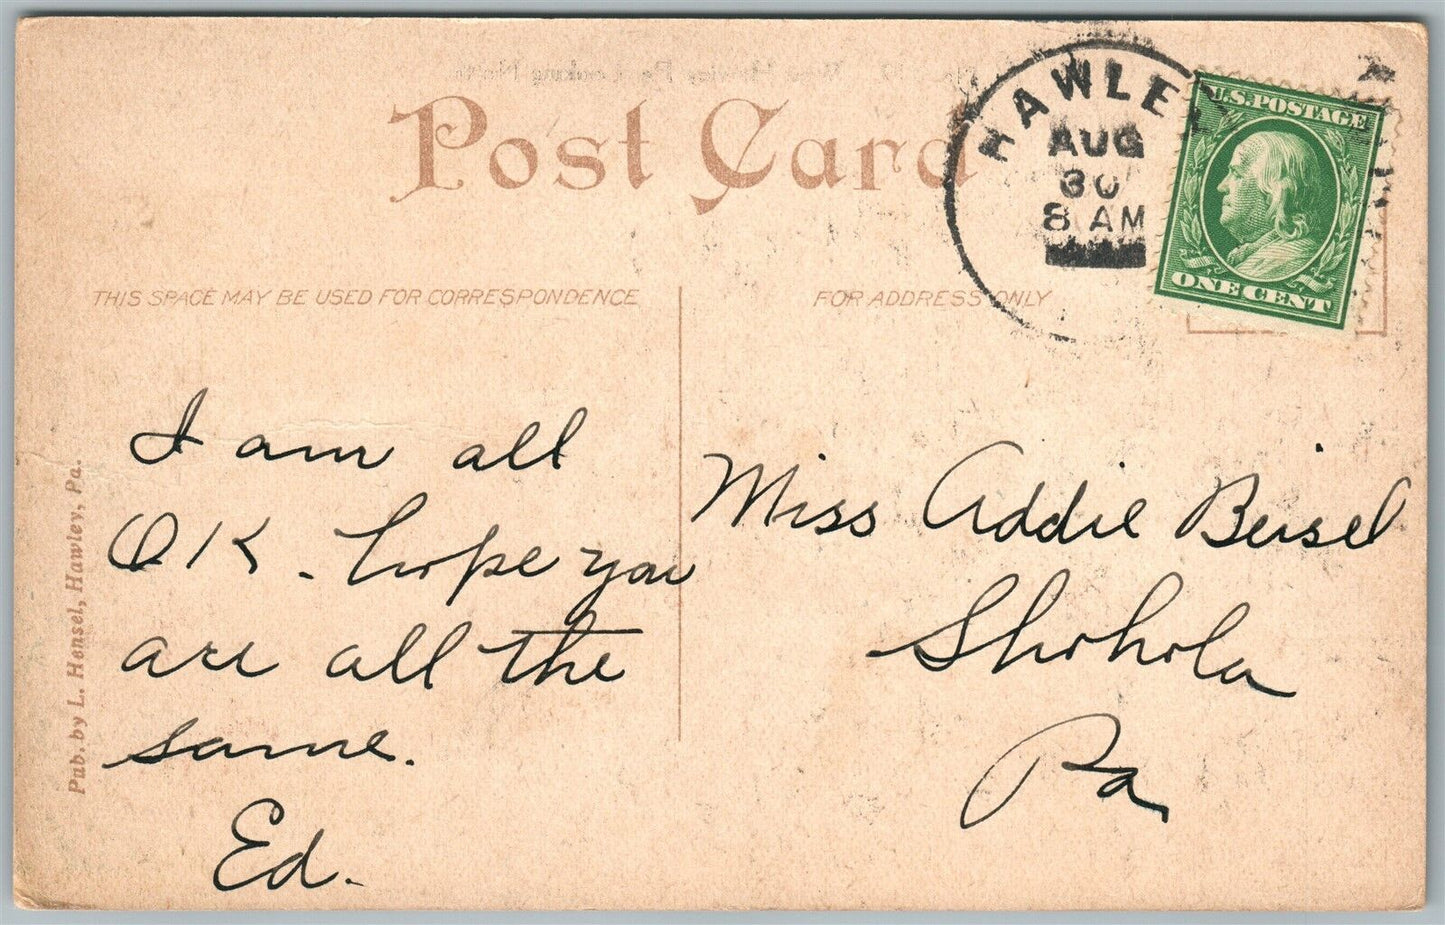 Post Card
HAWLEY
AUG
30
8 AM
U.S. POSTAGE
ONE CENT
THIS SPACE MAY BE USED FOR CORRESPONDENCE
FOR ADDRESS ONLY
I am all
OK. hope you
are all the
same.
Ed.
Miss Addie Beisel
Shohola
Pa
Pub. by L. Hensel, Hawley, Pa.